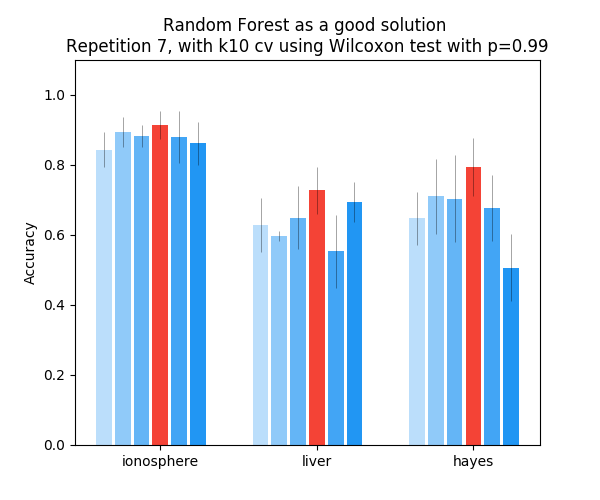 Random Forest as a good solution
Repetition 7, with k10 cv using Wilcoxon test with p=0.99
1.0
0.8
0.6
0.4
0.2
0.0
Accuracy
ionosphere
liver
hayes